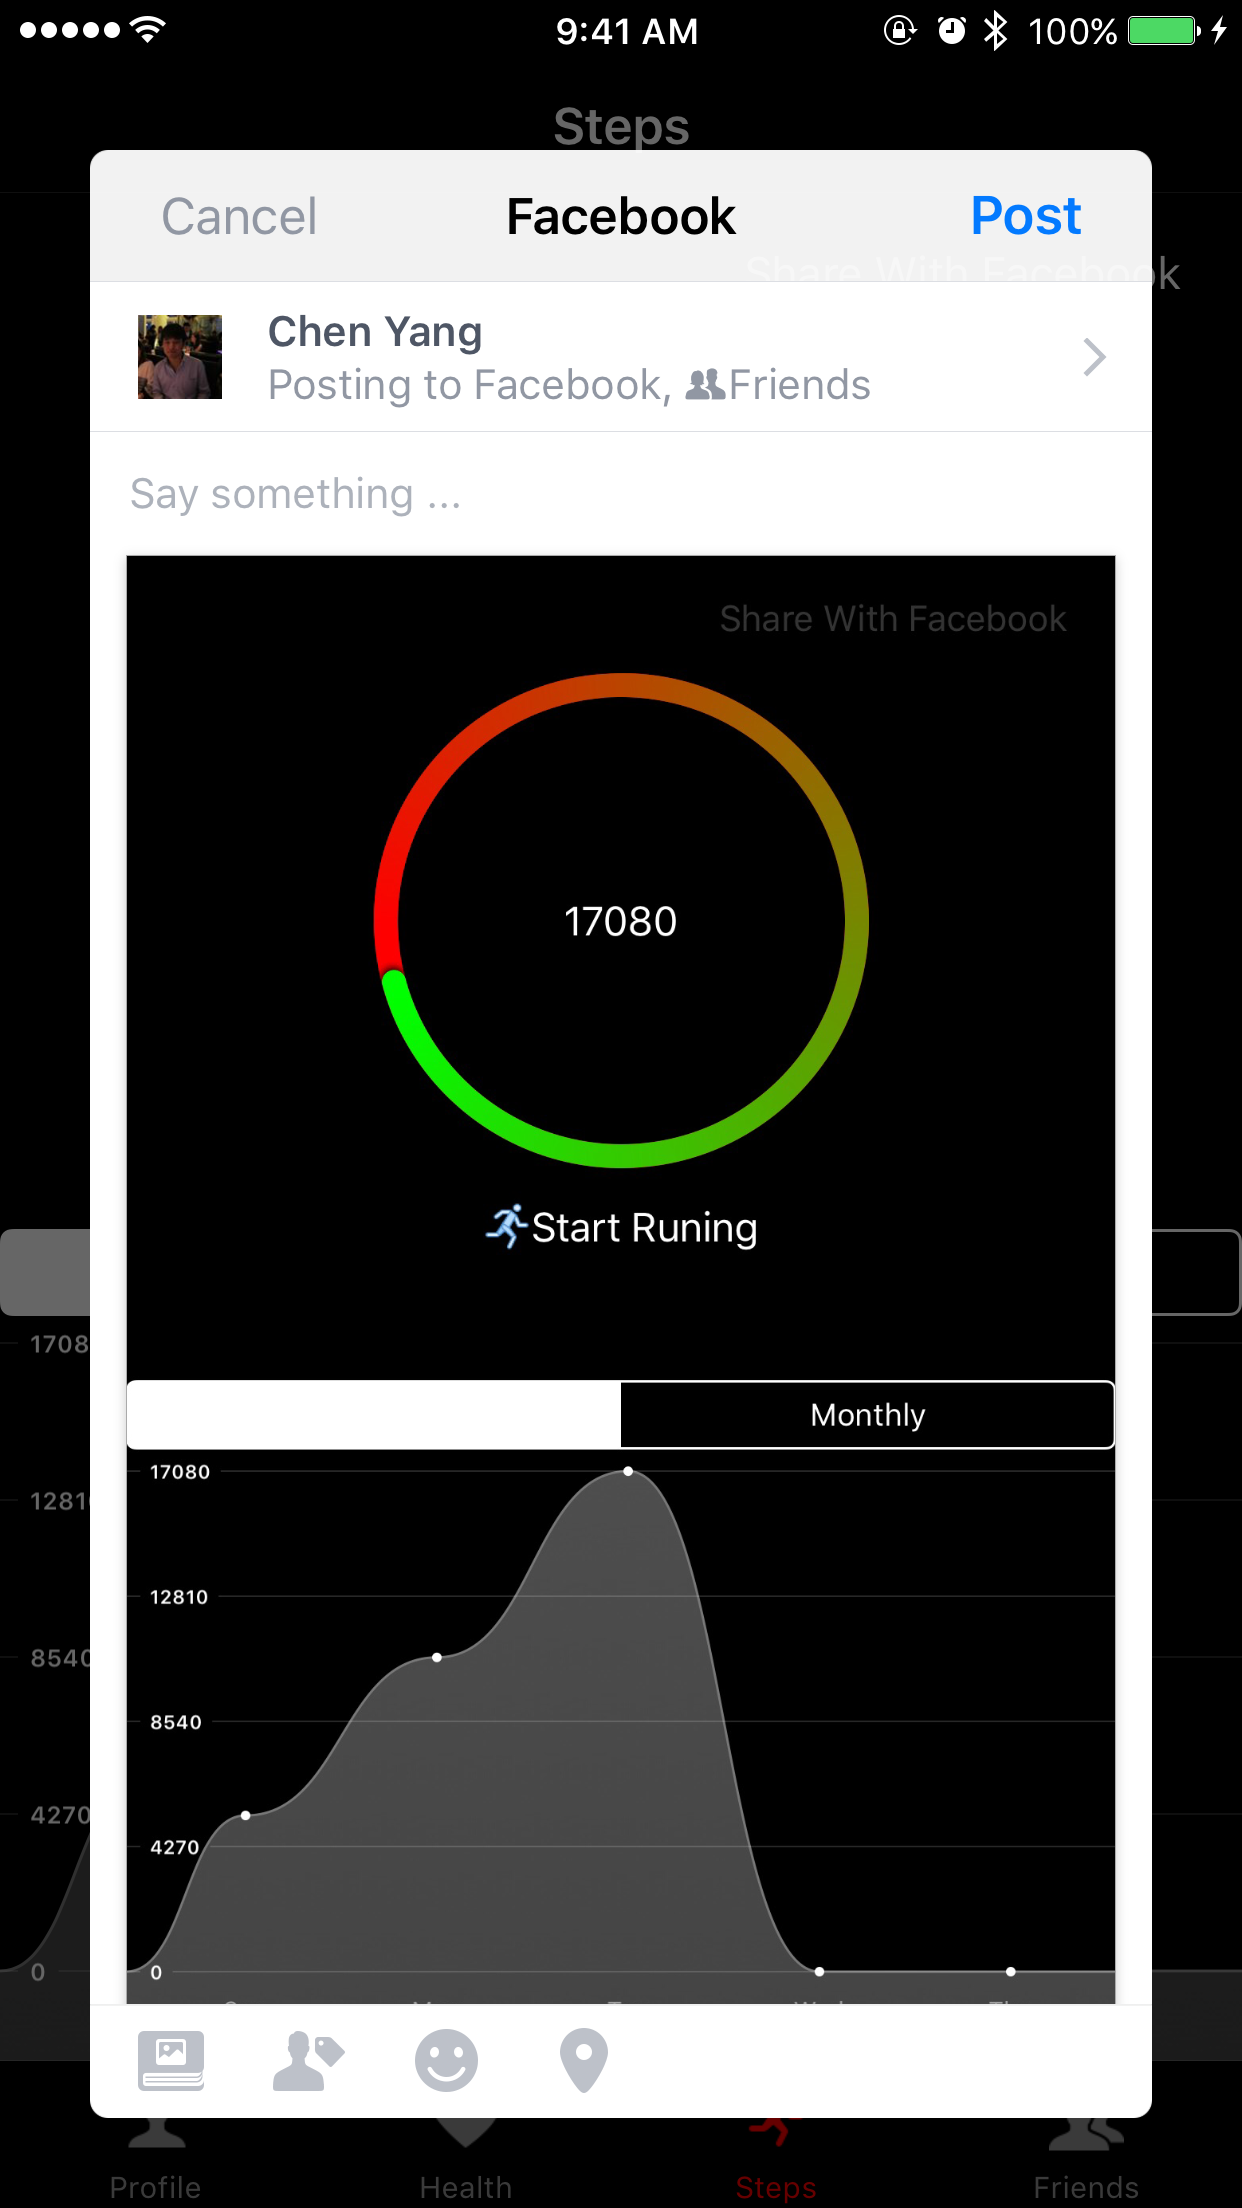 9:41 AM
100%
Steps
Cancel
Facebook
Post
Share With Facebook
Chen Yang
Posting to Facebook, Friends
Say something ...
Share With Facebook
17080
Start Runing
Monthly
17080
12810
8540
4270
0
1708
1281
8540
4270
0
Profile
Health
Steps
Friends